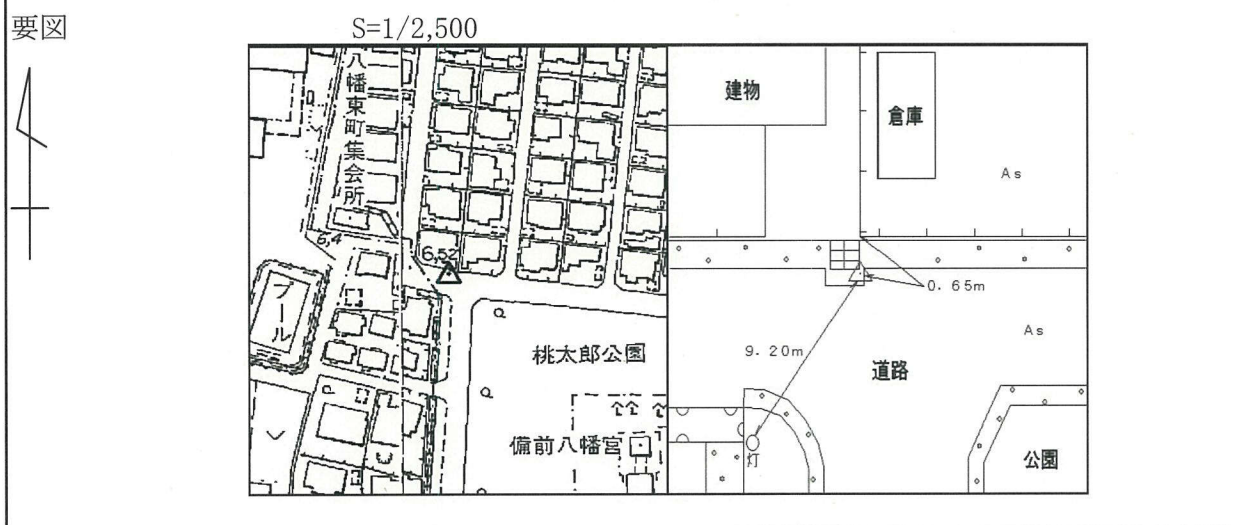 要図
S=1/2,500
八幡東町集会所
6.4
6.52
プール
桃太郎公園
備前八幡宮
建物
倉庫
As
0.65m
As
9.20m
道路
灯
公園